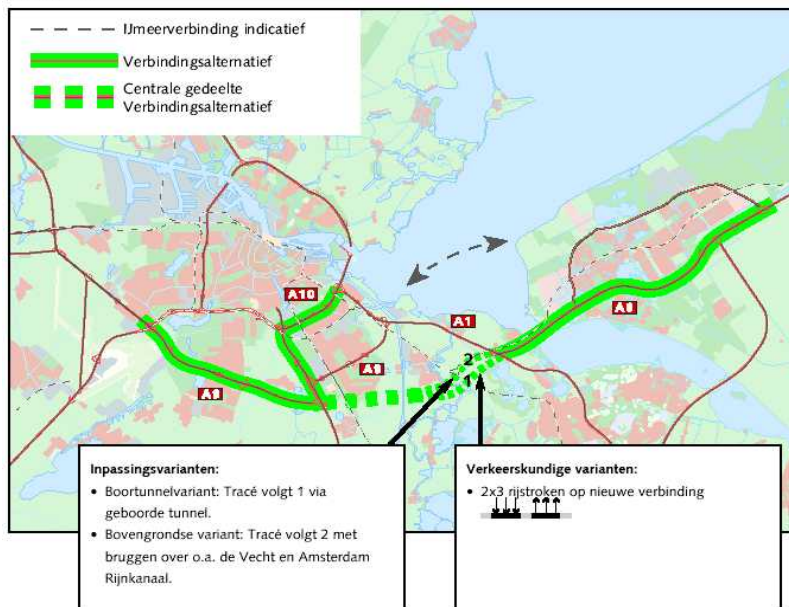 IJmeerverbinding indicatief
Verbindingsalternatief
Centrale gedeelte
Verbindingsalternatief
A10
A1
A6
A9
A9
2
1
Inpassingsvarianten:
• Boortunnelvariant: Tracé volgt 1 via
geboorde tunnel.
• Bovengrondse variant: Tracé volgt 2 met
bruggen over o.a. de Vecht en Amsterdam
Rijnkanaal.
Verkeerskundige varianten:
• 2x3 rijstroken op nieuwe verbinding